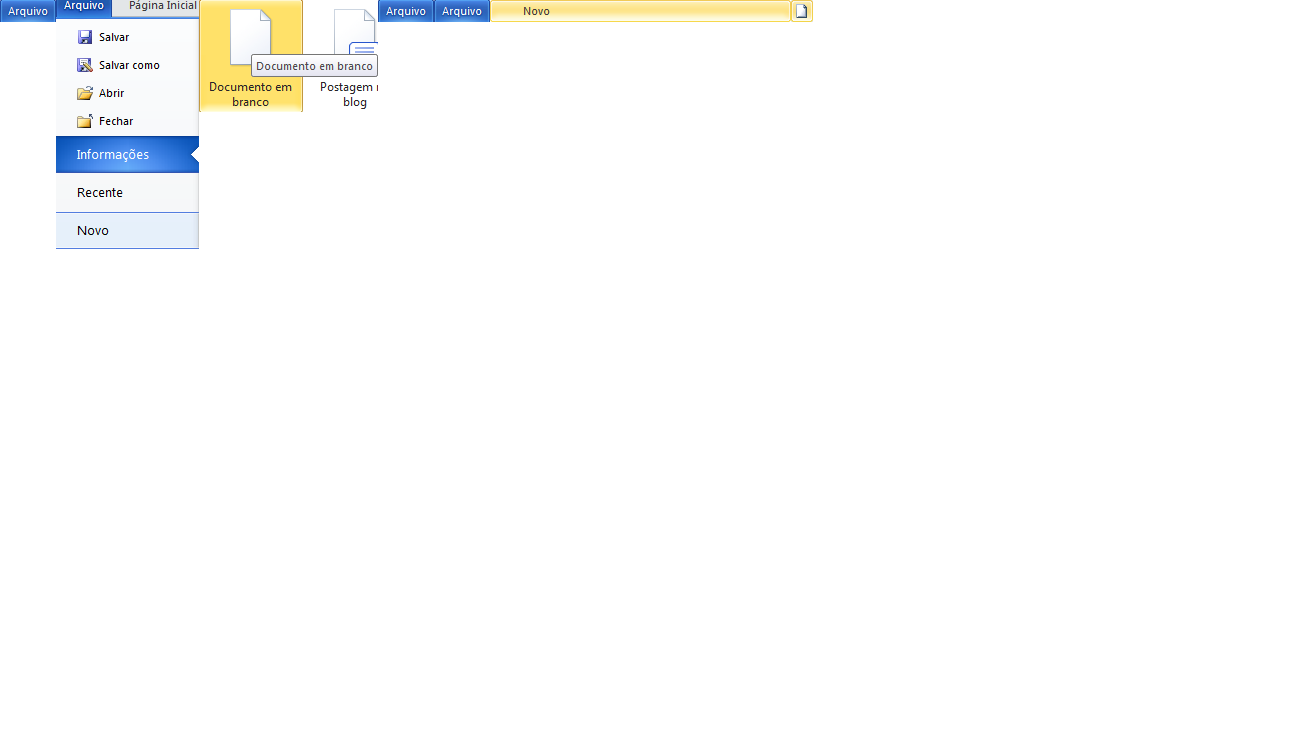 Arquivo
Arquivo Página Inicial
Salvar
Salvar como
Abrir
Fechar
Informações
Recente
Novo
Documento em branco
Documento em
branco
Postagem
blog
Arquivo
Arquivo
Novo